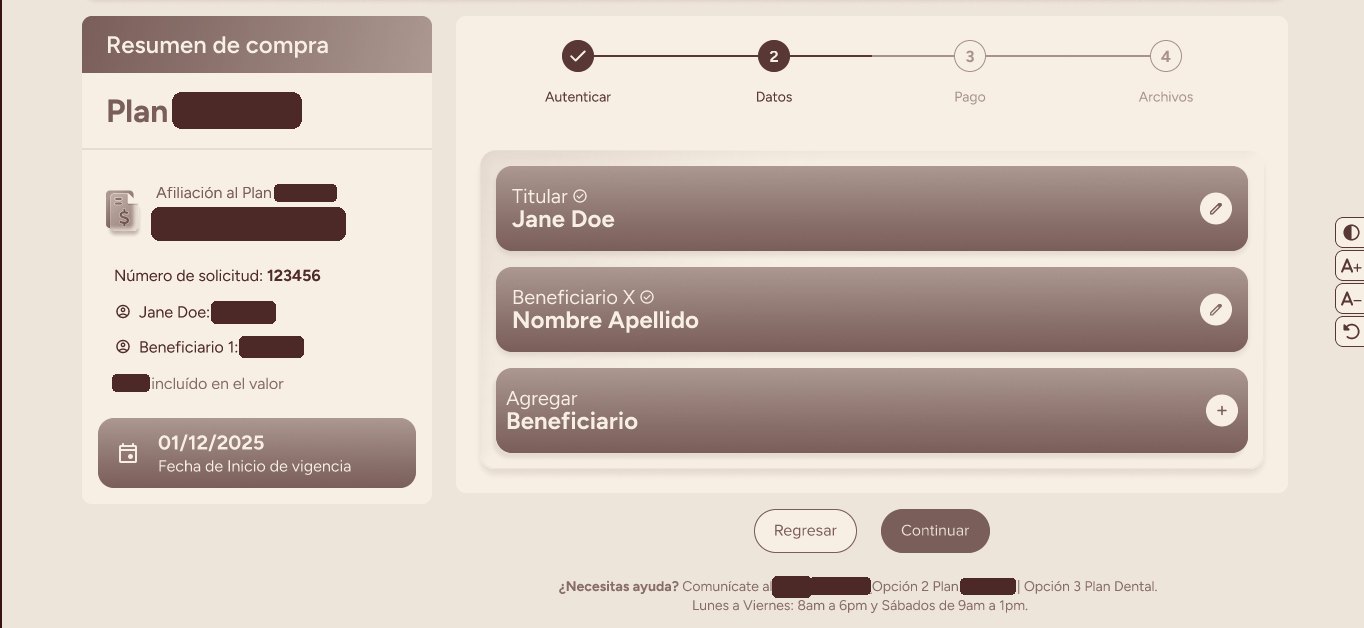 Resumen de compra
Plan
Afiliación al Plan
Número de solicitud: 123456
Jane Doe:
Beneficiario 1:
incluído en el valor
01/12/2025
Fecha de Inicio de vigencia
2
3
4
Autenticar
Datos
Pago
Archivos
Titular
Jane Doe
Beneficiario X
Nombre Apellido
Agregar
Beneficiario
+
Regresar
Continuar
¿Necesitas ayuda? Comunícate al Opción 2 Plan | Opción 3 Plan Dental.
Lunes a Viernes: 8am a 6pm y Sábados de 9am a 1pm.
A+
A-